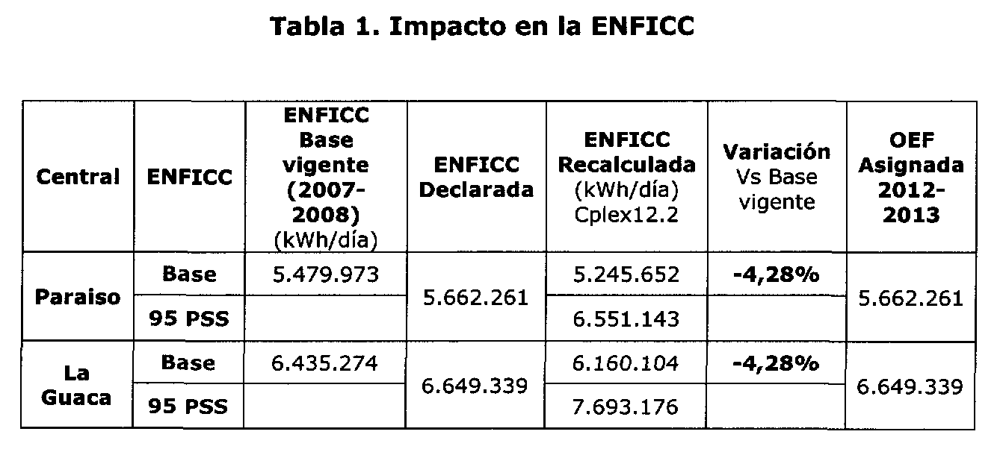 Tabla 1. Impacto en la ENFICC
Central
ENFICC
ENFICC
Base
vigente
(2007-
2008)
(kWh/día)
ENFICC
Declarada
ENFICC
Recalculada
(kWh/día)
Cplex12.2
Variación
Vs Base
vigente
OEF
Asignada
2012-
2013
Paraiso
Base
5.479.973
5.662.261
5.245.652
-4,28%
5.662.261
95 PSS
6.551.143
La
Guaca
Base
6.435.274
6.649.339
6.160.104
-4,28%
6.649.339
95 PSS
7.693.176